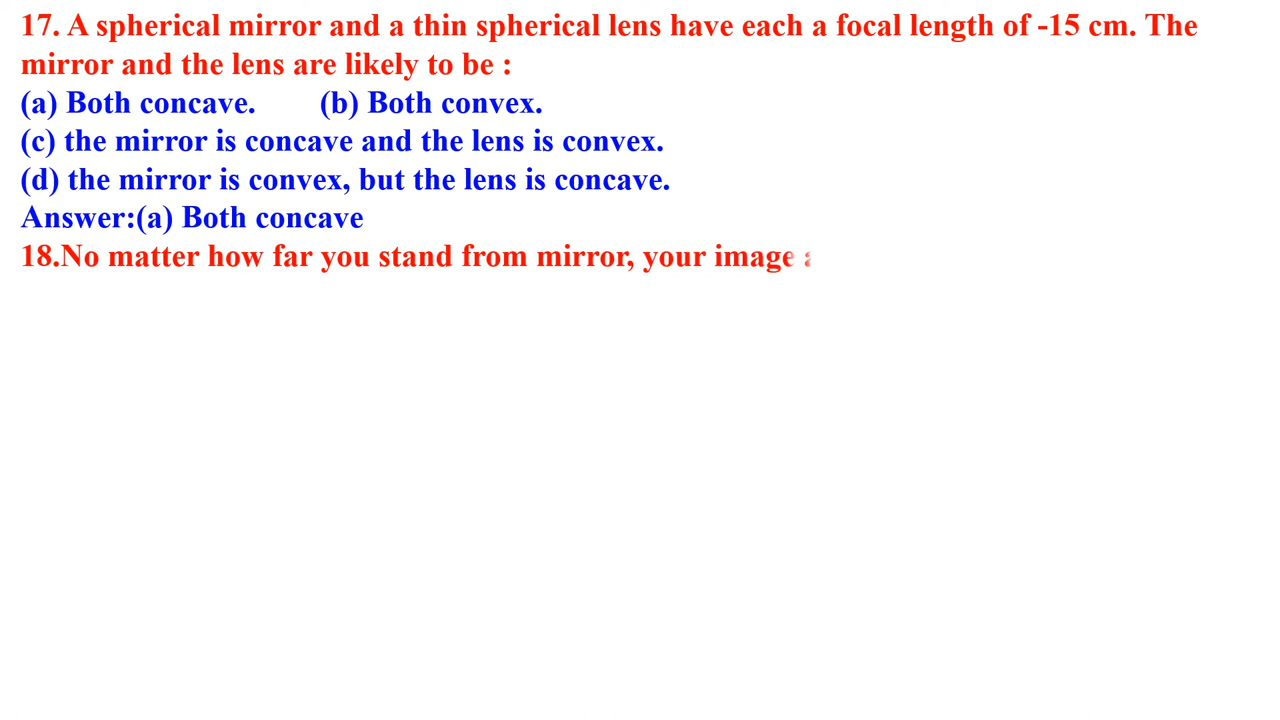 17. A spherical mirror and a thin spherical lens have each a focal length of -15 cm. The
mirror and the lens are likely to be :
(a) Both concave. (b) Both convex.
(c) the mirror is concave and the lens is convex.
(d) the mirror is convex, but the lens is concave.
Answer:(a) Both concave
18.No matter how far you stand from mirror, your image